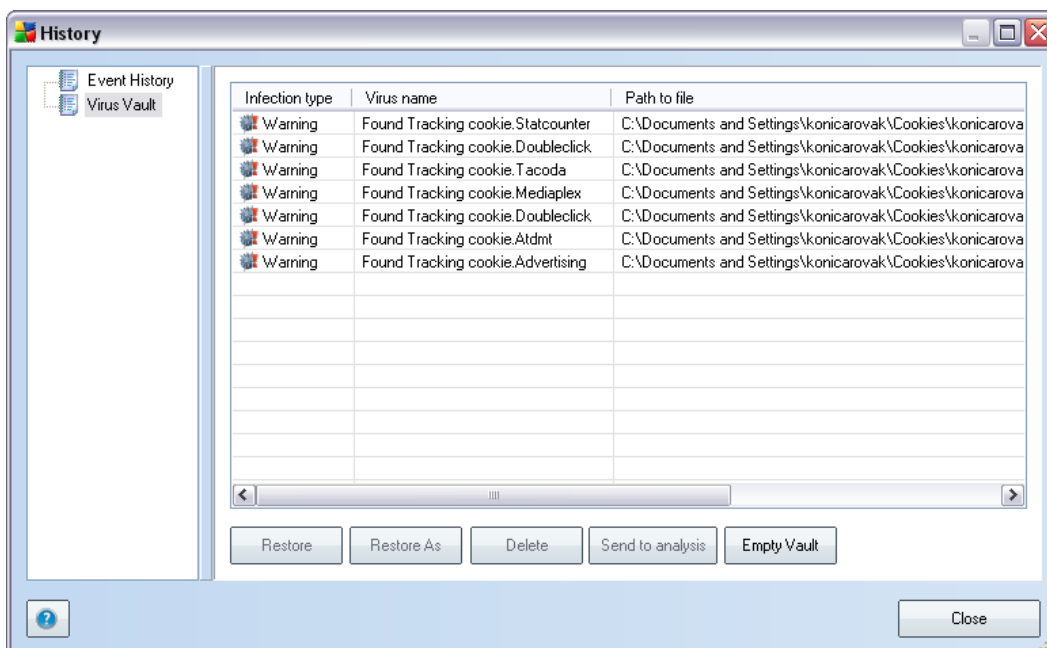 History
Event History
Virus Vault
Infection type Virus name Path to file
Warning Found Tracking cookie.Statcounter C:\Documents and Settings\konicarovak\Cookies\konicarova
Warning Found Tracking cookie.Doubleclick C:\Documents and Settings\konicarovak\Cookies\konicarova
Warning Found Tracking cookie.Tacoda C:\Documents and Settings\konicarovak\Cookies\konicarova
Warning Found Tracking cookie.Mediaplex C:\Documents and Settings\konicarovak\Cookies\konicarova
Warning Found Tracking cookie.Doubleclick C:\Documents and Settings\konicarovak\Cookies\konicarova
Warning Found Tracking cookie.Atdmt C:\Documents and Settings\konicarovak\Cookies\konicarova
Warning Found Tracking cookie.Advertising C:\Documents and Settings\konicarovak\Cookies\konicarova
Restore Restore As Delete Send to analysis Empty Vault
? Close